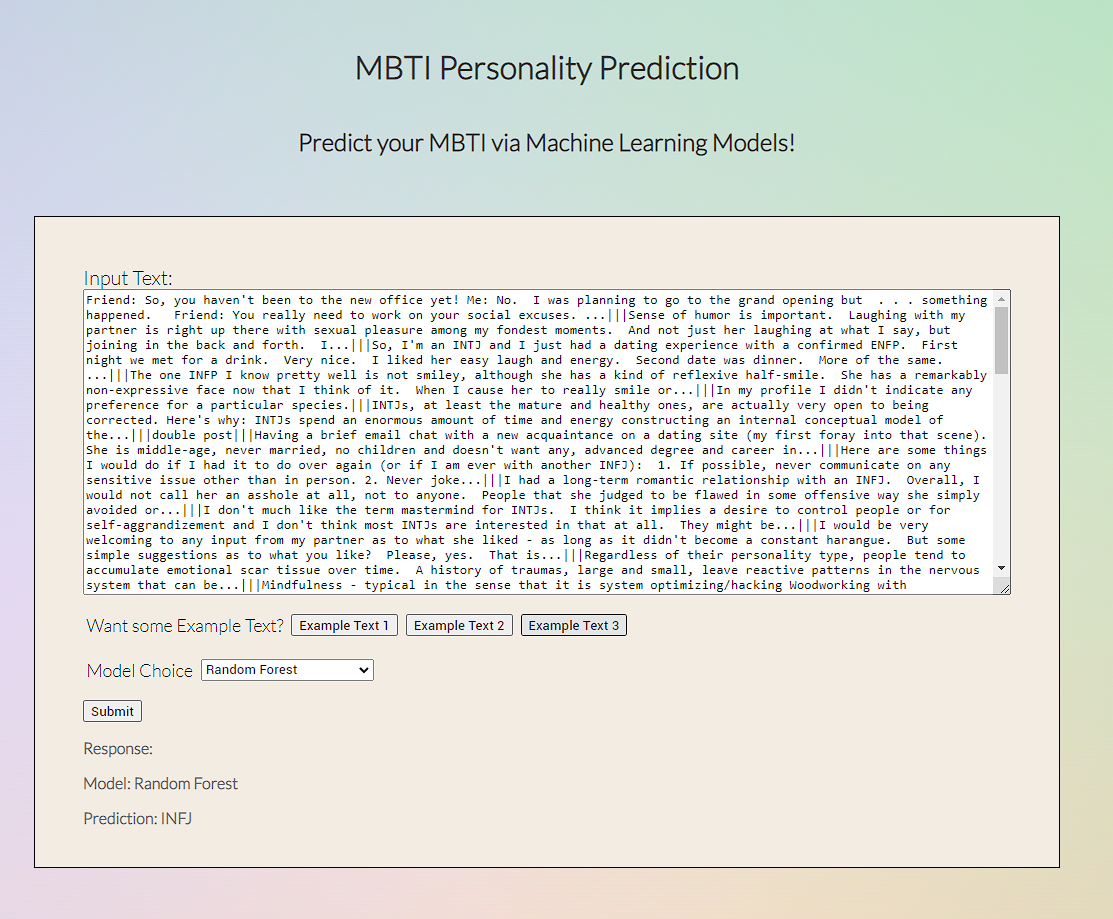 MBTI Personality Prediction
Predict your MBTI via Machine Learning Models!
Input Text:
Friend: So, you haven't been to the new office yet! Me: No.  I was planning to go to the grand opening but  . . . something
happened.   Friend: You really need to work on your social excuses. ...|||Sense of humor is important.  Laughing with my
partner is right up there with sexual pleasure among my fondest moments.  And not just her laughing at what I say, but
joining in the back and forth.  I...|||So, I'm an INTJ and I just had a dating experience with a confirmed ENFP.  First
night we met for a drink.  Very nice.  I liked her easy laugh and energy.  Second date was dinner.  More of the same.
...|||The one INFP I know pretty well is not smiley, although she has a kind of reflexive half-smile.  She has a remarkably
non-expressive face now that I think of it.  When I cause her to really smile or...|||In my profile I didn't indicate any
preference for a particular species.|||INTJs, at least the mature and healthy ones, are actually very open to being
corrected. Here's why: INTJs spend an enormous amount of time and energy constructing an internal conceptual model of
the...|||double post|||Having a brief email chat with a new acquaintance on a dating site (my first foray into that scene).
She is middle-age, never married, no children and doesn't want any, advanced degree and career in...|||Here are some things
I would do if I had it to do over again (or if I am ever with another INFJ):  1. If possible, never communicate on any
sensitive issue other than in person. 2. Never joke...|||I had a long-term romantic relationship with an INFJ.  Overall, I
would not call her an asshole at all, not to anyone.  People that she judged to be flawed in some offensive way she simply
avoided or...|||I don't much like the term mastermind for INTJs.  I think it implies a desire to control people or for
self-aggrandizement and I don't think most INTJs are interested in that at all.  They might be...|||I would be very
welcoming to any input from my partner as to what she liked - as long as it didn't become a constant harangue.  But some
simple suggestions as to what you like?  Please, yes.  That is...|||Regardless of their personality type, people tend to
accumulate emotional scar tissue over time.  A history of traumas, large and small, leave reactive patterns in the nervous
system that can be...|||Mindfulness - typical in the sense that it is system optimizing/hacking Woodworking with
Want some Example Text? Example Text 1 Example Text 2 Example Text 3
Model Choice Random Forest
Submit
Response:
Model: Random Forest
Prediction: INFJ